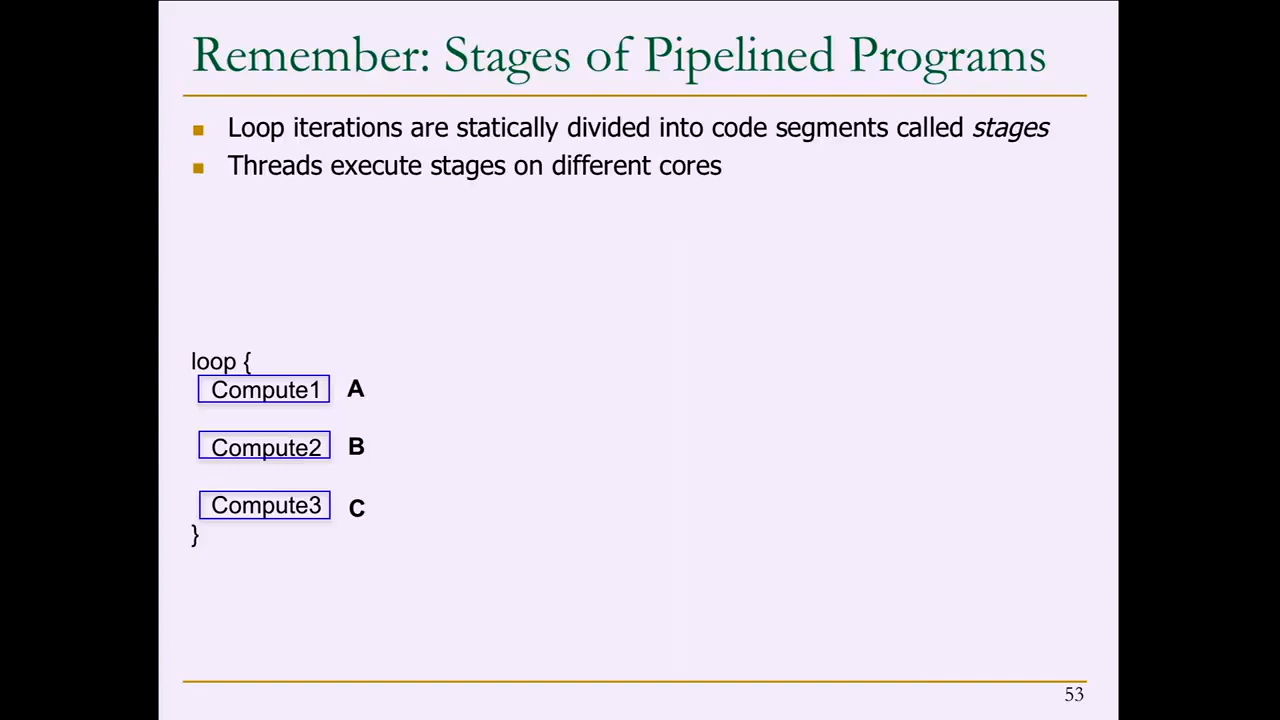 Remember: Stages of Pipelined Programs
Loop iterations are statically divided into code segments called stages
Threads execute stages on different cores
loop {
Compute1 A
Compute2 B
Compute3 C
}
53